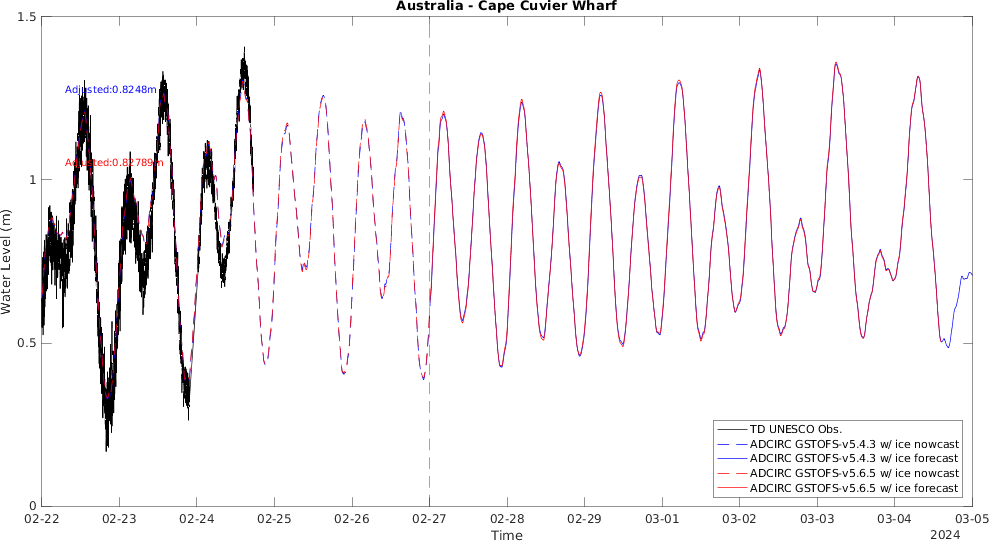 Australia - Cape Cuvier Wharf
Water Level (m)
1.5
1
0.5
0
Adjusted:0.8248m
Adjusted:0.82789m
TD UNESCO Obs.
ADCIRC GSTOFS-v5.4.3 w/ ice nowcast
ADCIRC GSTOFS-v5.4.3 w/ ice forecast
ADCIRC GSTOFS-v5.6.5 w/ ice nowcast
ADCIRC GSTOFS-v5.6.5 w/ ice forecast
02-22 02-23 02-24 02-25 02-26 02-27 02-28 02-29 03-01 03-02 03-03 03-04 03-05
Time
2024